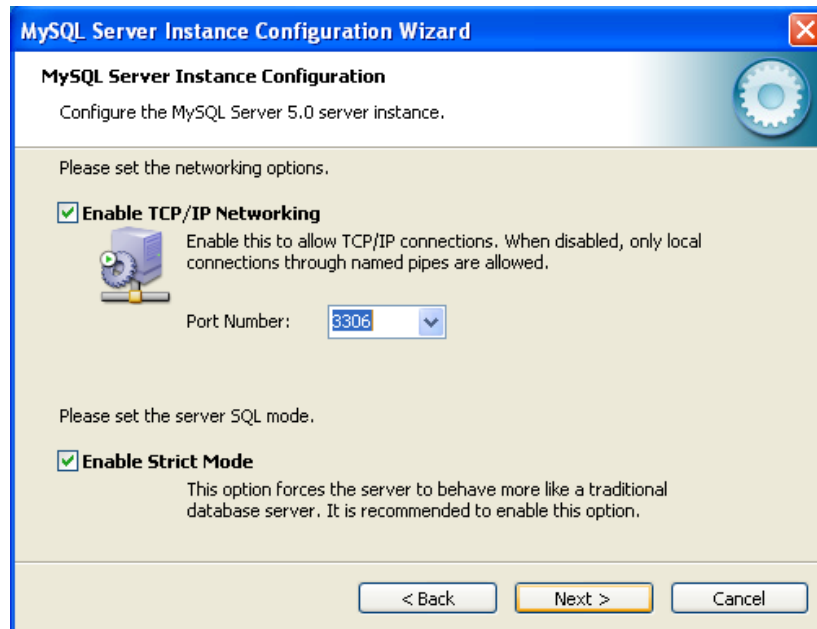 MySQL Server Instance Configuration Wizard
MySQL Server Instance Configuration
Configure the MySQL Server 5.0 server instance.
Please set the networking options.
Enable TCP/IP Networking
Enable this to allow TCP/IP connections. When disabled, only local
connections through named pipes are allowed.
Port Number: 3306
Please set the server SQL mode.
Enable Strict Mode
This option forces the server to behave more like a traditional
database server. It is recommended to enable this option.
< Back Next > Cancel